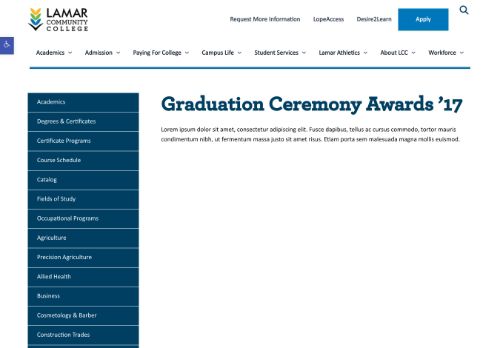 LAMAR
COMMUNITY
COLLEGE
Request More Information LopeAccess Desire2Learn Apply
Academics Admission Paying For College Campus Life Student Services Lamar Athletics About LCC Workforce
Academics
Degrees & Certificates
Certificate Programs
Course Schedule
Catalog
Fields of Study
Occupational Programs
Agriculture
Precision Agriculture
Allied Health
Business
Cosmetology & Barber
Construction Trades
Graduation Ceremony Awards ’17
Lorem ipsum dolor sit amet, consectetur adipiscing elit. Fusce dapibus, tellus ac cursus commodo, tortor mauris
condimentum nibh, ut fermentum massa justo sit amet risus. Etiam porta sem malesuada magna mollis euismod.